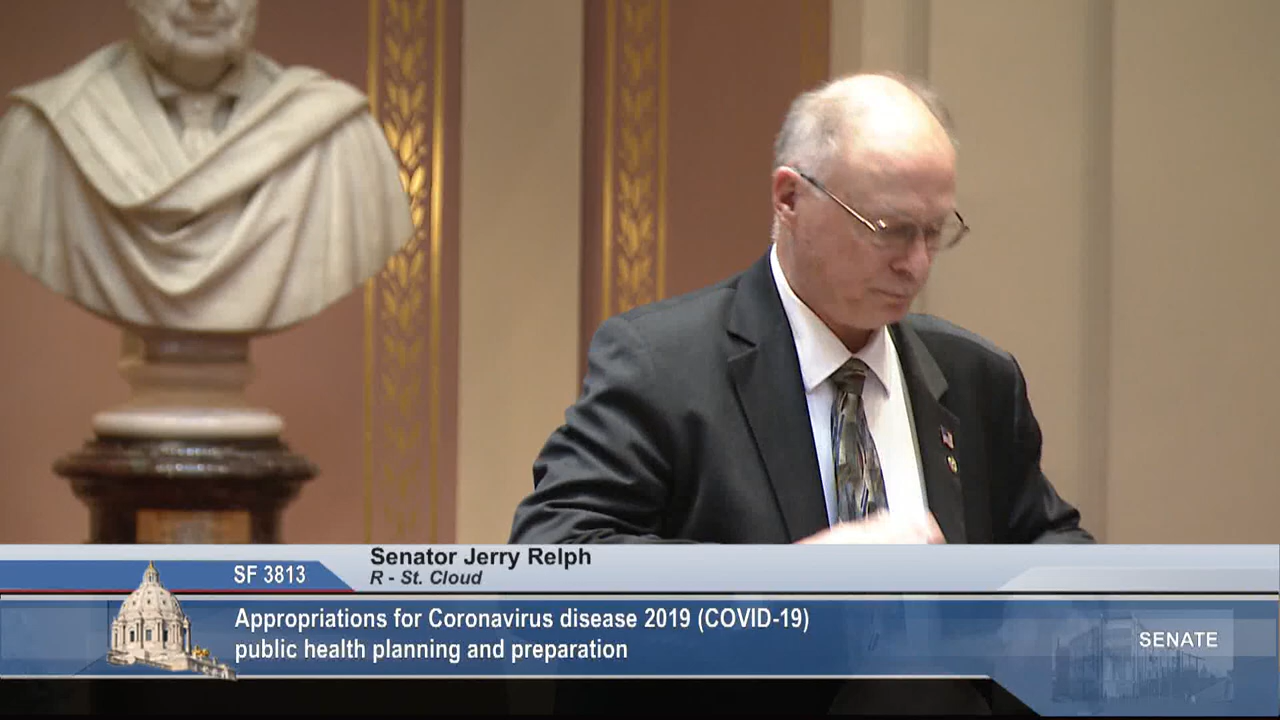 Senator Jerry Relph
R - St. Cloud
SF 3813
Appropriations for Coronavirus disease 2019 (COVID-19)
public health planning and preparation
SENATE